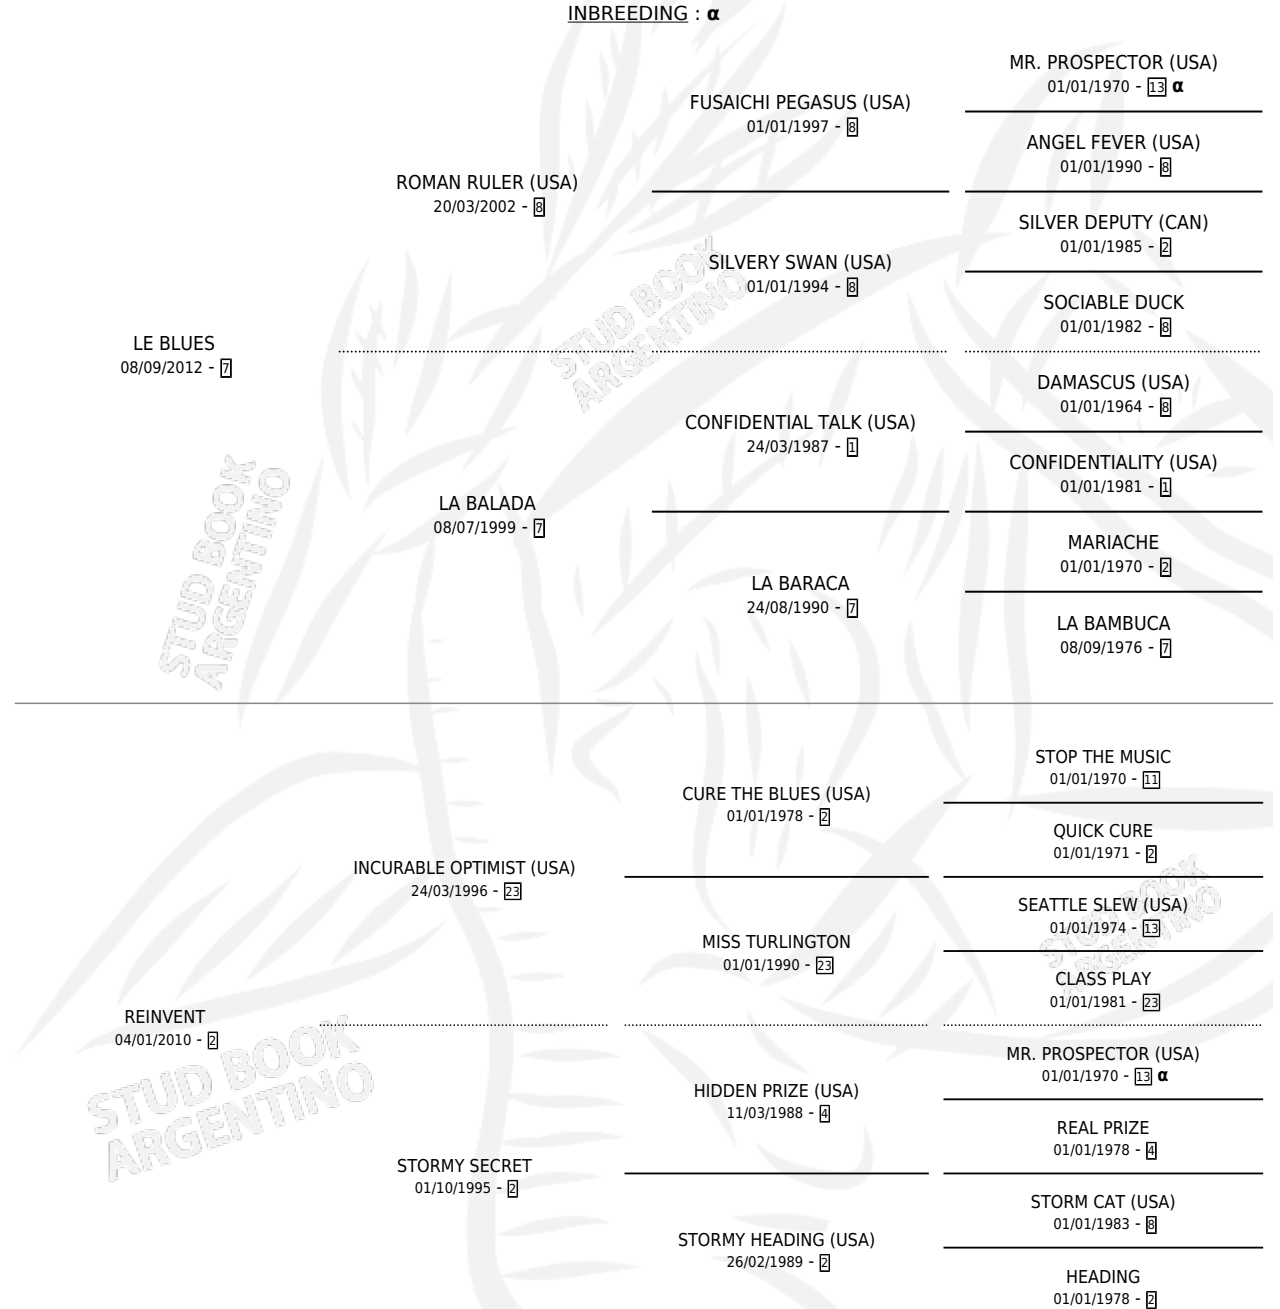 INBREEDING : α
MR. PROSPECTOR (USA)
01/01/1970 - 13 α
FUSAICHI PEGASUS (USA)
01/01/1997 - 8
ANGEL FEVER (USA)
01/01/1990 - 8
ROMAN RULER (USA)
20/03/2002 - 8
SILVER DEPUTY (CAN)
01/01/1985 - 2
SILVERY SWAN (USA)
01/01/1994 - 8
SOCIABLE DUCK
01/01/1982 - 8
STUD BOOK
ARGENTINO
LE BLUES
08/09/2012 - 7
DAMASCUS (USA)
01/01/1964 - 8
CONFIDENTIAL TALK (USA)
24/03/1987 - 1
CONFIDENTIALITY (USA)
01/01/1981 - 1
LA BALADA
08/07/1999 - 7
MARIACHE
01/01/1970 - 2
LA BARACA
24/08/1990 - 7
LA BAMBUCA
08/09/1976 - 7
STUD BOOK
ARGENTINO
STOP THE MUSIC
01/01/1970 - 11
CURE THE BLUES (USA)
01/01/1978 - 2
QUICK CURE
01/01/1971 - 2
INCURABLE OPTIMIST (USA)
24/03/1996 - 23
SEATTLE SLEW (USA)
01/01/1974 - 13
STUD BOOK
ARGENTINO
MISS TURLINGTON
01/01/1990 - 23
CLASS PLAY
01/01/1981 - 23
REINVENT
04/01/2010 - 2
MR. PROSPECTOR (USA)
01/01/1970 - 13 α
HIDDEN PRIZE (USA)
11/03/1988 - 4
REAL PRIZE
01/01/1978 - 4
STUD BOOK
ARGENTINO
STORMY SECRET
01/10/1995 - 2
STORM CAT (USA)
01/01/1983 - 8
STORMY HEADING (USA)
26/02/1989 - 2
HEADING
01/01/1978 - 2